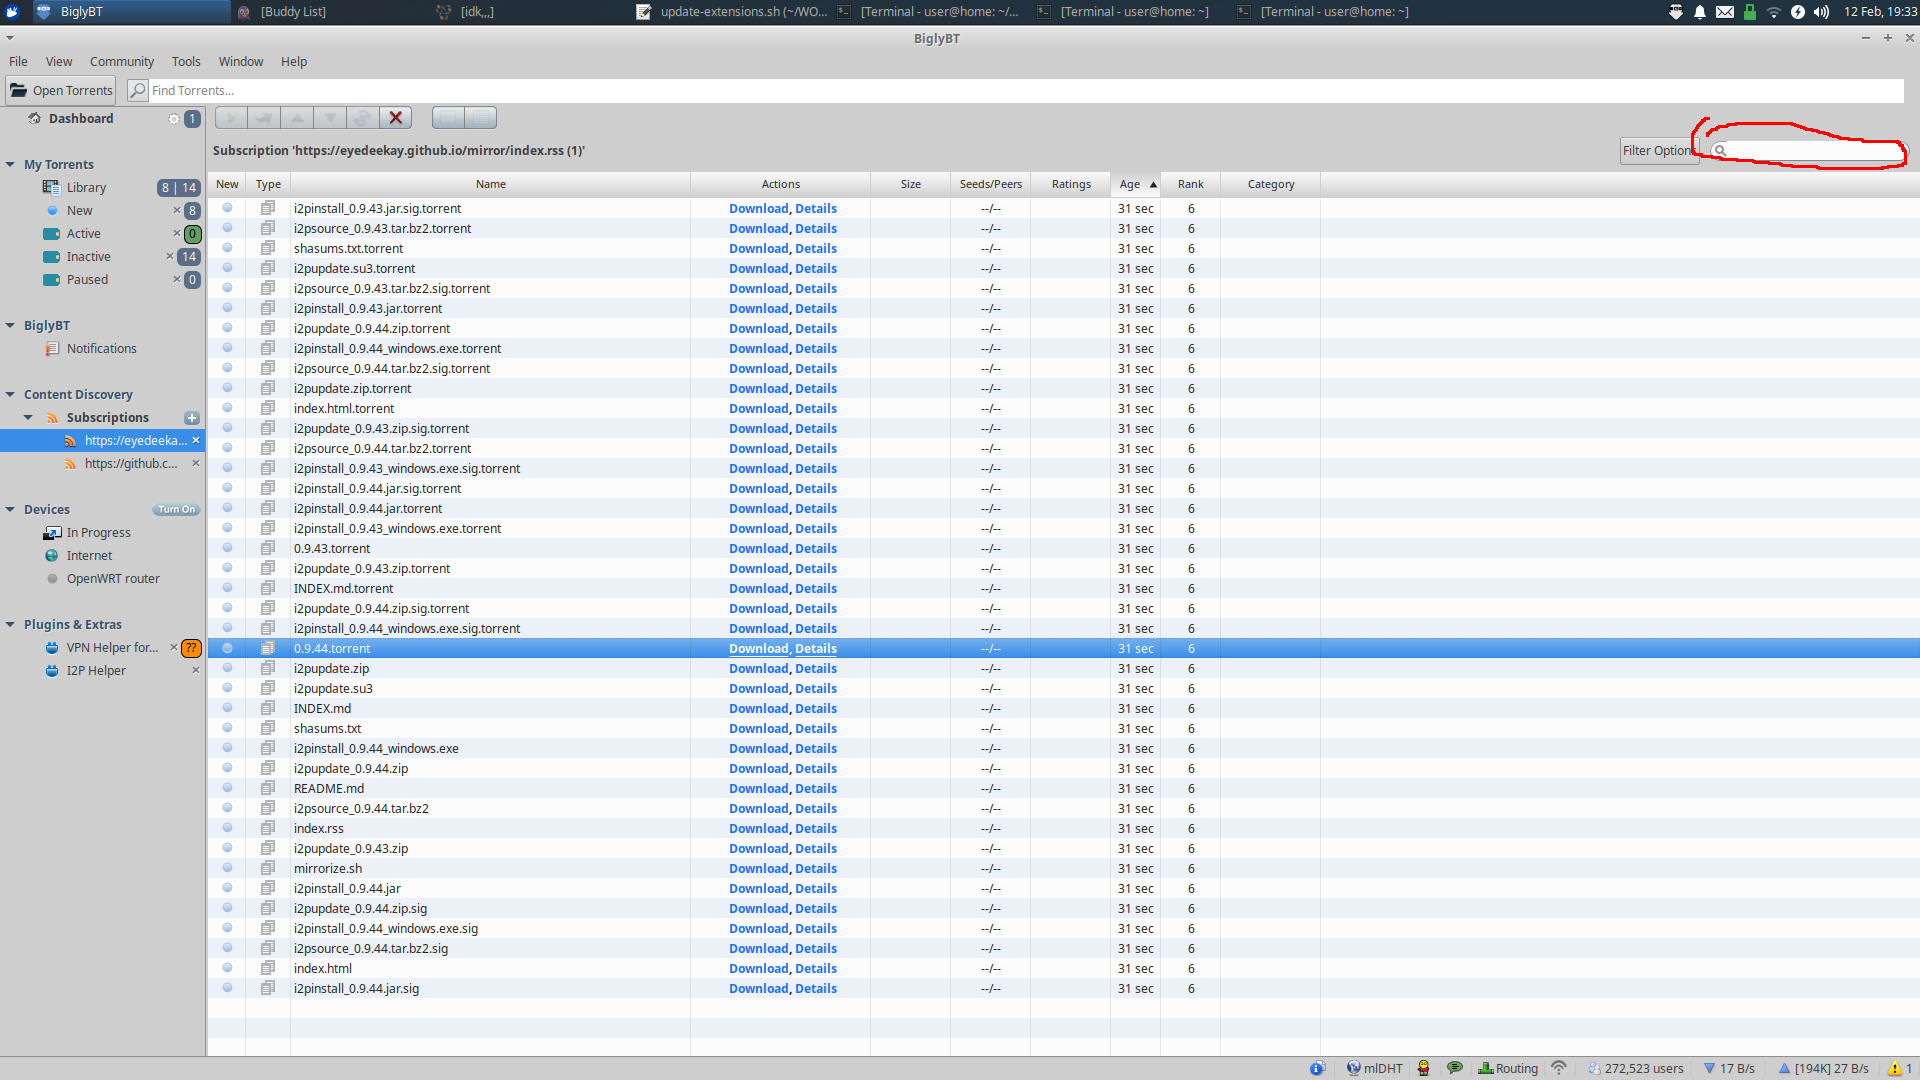 BiglyBT [Buddy List] [idk,,,] update-extensions.sh (~/WO... [Terminal - user@home: ~/... [Terminal - user@home: ~] [Terminal - user@home: ~] 12 Feb, 19:33
BiglyBT
File View Community Tools Window Help
Open Torrents Find Torrents...
Dashboard 1
Subscription 'https://eyedeekay.github.io/mirror/index.rss (1)' Filter Options
My Torrents
Library 8 | 14
New 8
Active 0
Inactive 14
Paused 0
BiglyBT
Notifications
Content Discovery
Subscriptions
https://eyedeeka...
https://github.c...
Devices Turn On
In Progress
Internet
OpenWRT router
Plugins & Extras
VPN Helper for... ??
I2P Helper
New Type Name Actions Size Seeds/Peers Ratings Age Rank Category
i2pinstall_0.9.43.jar.sig.torrent Download, Details --/-- 31 sec 6
i2psource_0.9.43.tar.bz2.torrent Download, Details --/-- 31 sec 6
shasums.txt.torrent Download, Details --/-- 31 sec 6
i2pupdate.su3.torrent Download, Details --/-- 31 sec 6
i2psource_0.9.43.tar.bz2.sig.torrent Download, Details --/-- 31 sec 6
i2pinstall_0.9.43.jar.torrent Download, Details --/-- 31 sec 6
i2pupdate_0.9.44.zip.torrent Download, Details --/-- 31 sec 6
i2pinstall_0.9.44_windows.exe.torrent Download, Details --/-- 31 sec 6
i2psource_0.9.44.tar.bz2.sig.torrent Download, Details --/-- 31 sec 6
i2pupdate.zip.torrent Download, Details --/-- 31 sec 6
index.html.torrent Download, Details --/-- 31 sec 6
i2pupdate_0.9.43.zip.sig.torrent Download, Details --/-- 31 sec 6
i2psource_0.9.44.tar.bz2.torrent Download, Details --/-- 31 sec 6
i2pinstall_0.9.43_windows.exe.sig.torrent Download, Details --/-- 31 sec 6
i2pinstall_0.9.44.jar.sig.torrent Download, Details --/-- 31 sec 6
i2pinstall_0.9.44.jar.torrent Download, Details --/-- 31 sec 6
i2pinstall_0.9.43_windows.exe.torrent Download, Details --/-- 31 sec 6
0.9.43.torrent Download, Details --/-- 31 sec 6
i2pupdate_0.9.43.zip.torrent Download, Details --/-- 31 sec 6
INDEX.md.torrent Download, Details --/-- 31 sec 6
i2pupdate_0.9.44.zip.sig.torrent Download, Details --/-- 31 sec 6
i2pinstall_0.9.44_windows.exe.sig.torrent Download, Details --/-- 31 sec 6
0.9.44.torrent Download, Details --/-- 31 sec 6
i2pupdate.zip Download, Details --/-- 31 sec 6
i2pupdate.su3 Download, Details --/-- 31 sec 6
INDEX.md Download, Details --/-- 31 sec 6
shasums.txt Download, Details --/-- 31 sec 6
i2pinstall_0.9.44_windows.exe Download, Details --/-- 31 sec 6
i2pupdate_0.9.44.zip Download, Details --/-- 31 sec 6
README.md Download, Details --/-- 31 sec 6
i2psource_0.9.44.tar.bz2 Download, Details --/-- 31 sec 6
index.rss Download, Details --/-- 31 sec 6
i2pupdate_0.9.43.zip Download, Details --/-- 31 sec 6
mirrorize.sh Download, Details --/-- 31 sec 6
i2pinstall_0.9.44.jar Download, Details --/-- 31 sec 6
i2pupdate_0.9.44.zip.sig Download, Details --/-- 31 sec 6
i2pinstall_0.9.44_windows.exe.sig Download, Details --/-- 31 sec 6
i2psource_0.9.44.tar.bz2.sig Download, Details --/-- 31 sec 6
index.html Download, Details --/-- 31 sec 6
i2pinstall_0.9.44.jar.sig Download, Details --/-- 31 sec 6
mlDHT Routing 272,523 users 17 B/s [194K] 27 B/s 1